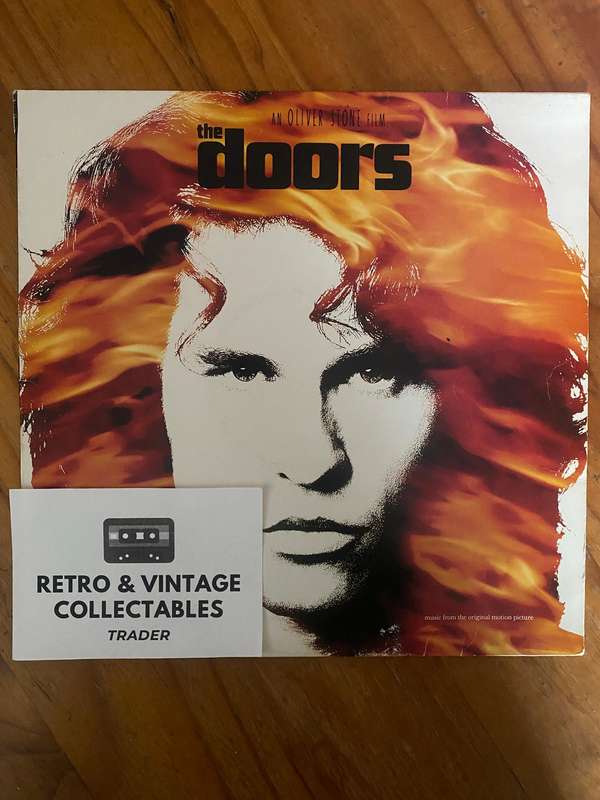 AN OLIVER STONE FILM
the
doors
RETRO & VINTAGE
COLLECTABLES
TRADER
music from the original motion picture